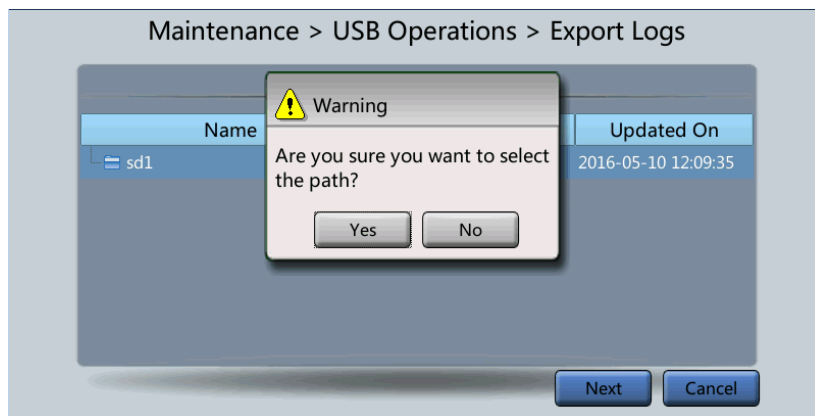 Maintenance > USB Operations > Export Logs
Warning
Name
Updated On
Are you sure you want to select
the path?
sd1
2016-05-10 12:09:35
Yes
No
Next
Cancel